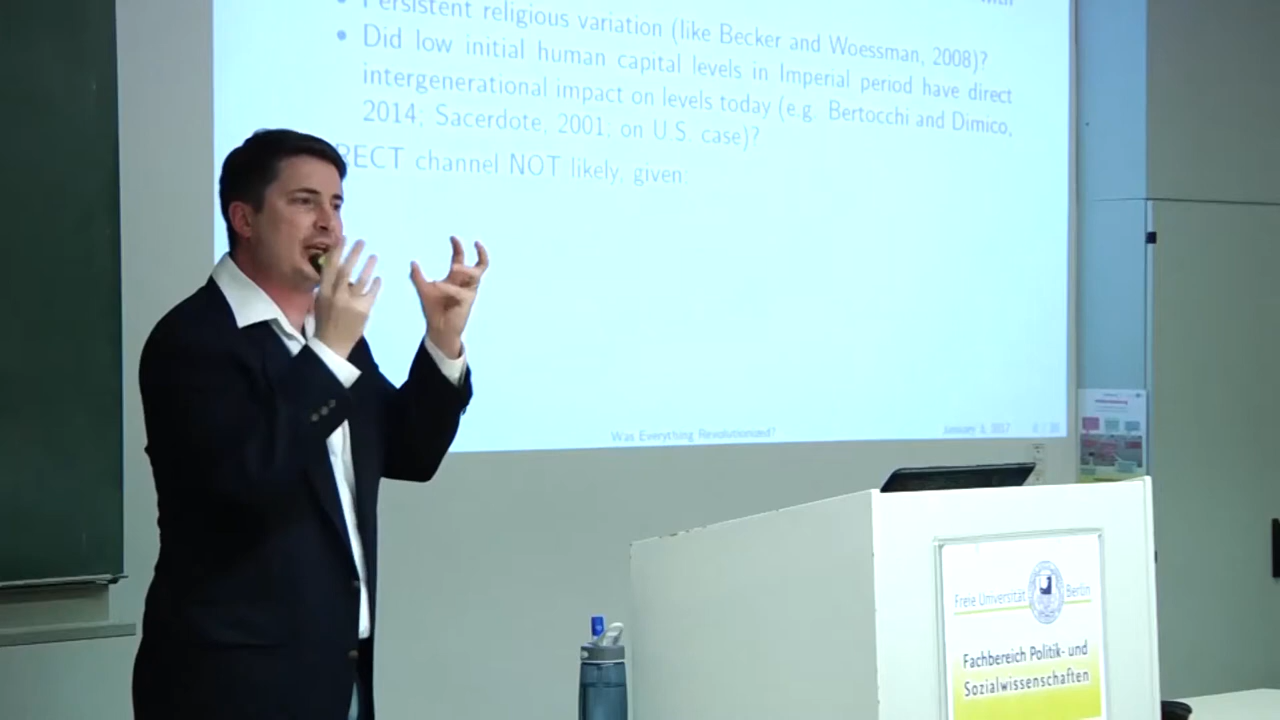 Persistent religious variation (like Becker and Woessman, 2008)?
• Did low initial human capital levels in Imperial period have direct
intergenerational impact on levels today (e.g. Bertocchi and Dimico,
2014; Sacerdote, 2001; on U.S. case)?
RECT channel NOT likely, given:
Was Everything Revolutionized?
January 3, 2017
Freie Universität Berlin
Fachbereich Politik- und
Sozialwissenschaften